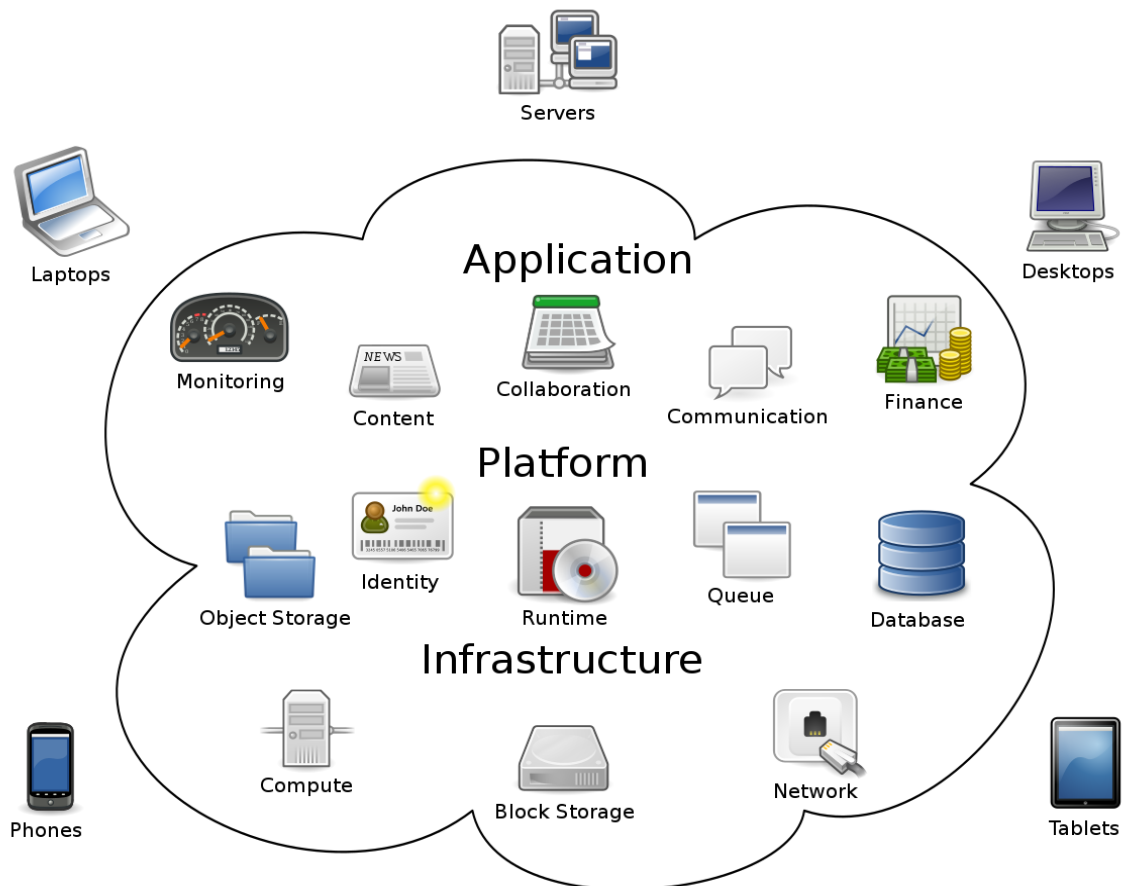 Servers
Laptops
Desktops
Application
Monitoring
NEWS
Content
Collaboration
Communication
Finance
Platform
John Doe
Object Storage
Identity
Runtime
Queue
Database
Infrastructure
Compute
Block Storage
Network
Phones
Tablets